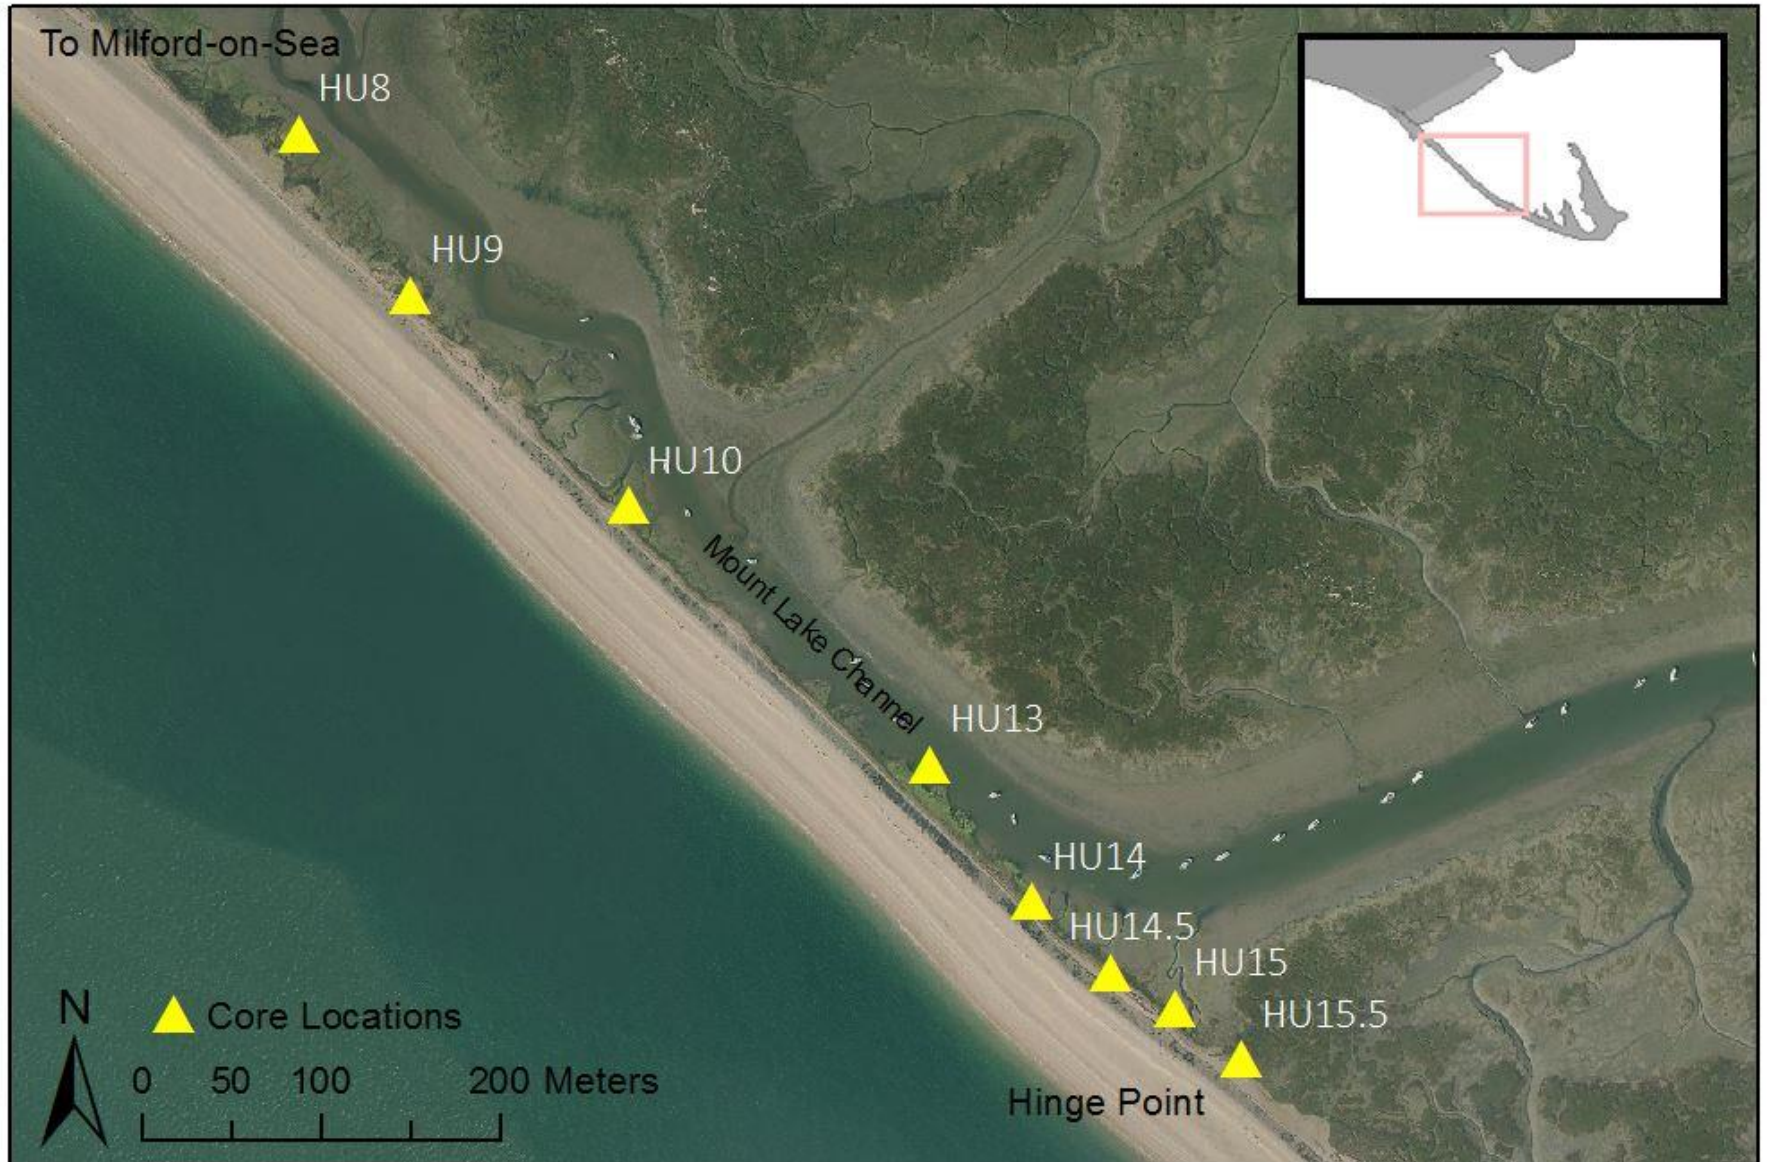 To Milford-on-Sea
HU8
HU9
HU10
Mount Lake Channel
HU13
HU14
HU14.5
HU15
HU15.5
Hinge Point
N
Core Locations
0 50 100 200 Meters